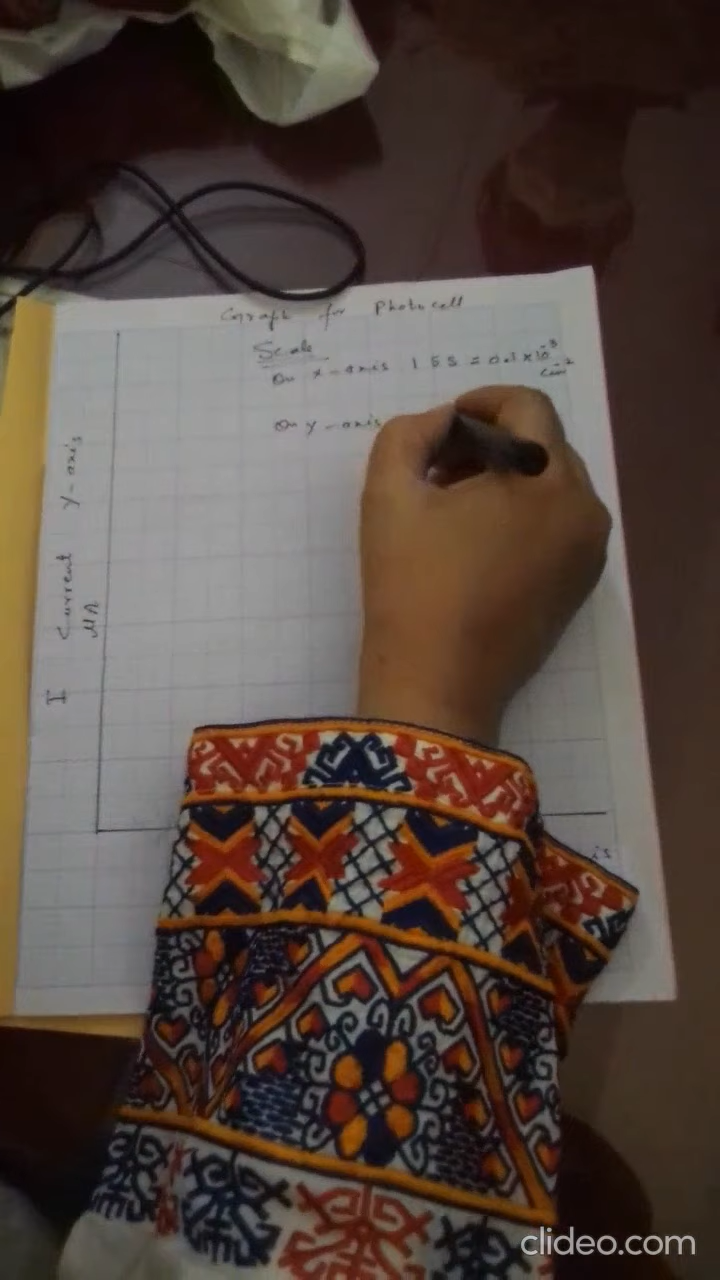 Graph for Photocell
Scale
On x-axis 1 S S = 0.1 x 10⁻³
cm⁻²
On y-axis
I Current y-axis
μA
is
clideo.com